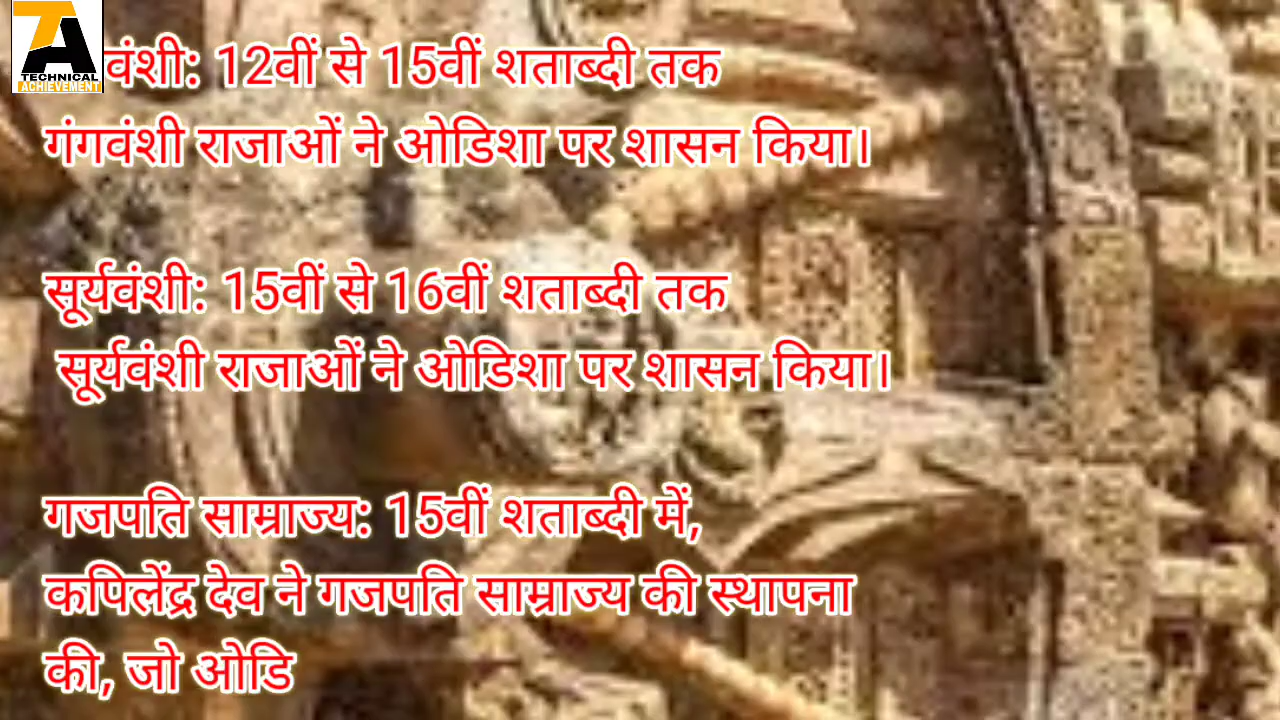 TECHNICAL
ACHIEVEMENT
वंशी: 12वीं से 15वीं शताब्दी तक
गंगवंशी राजाओं ने ओडिशा पर शासन किया।
सूर्यवंशी: 15वीं से 16वीं शताब्दी तक
सूर्यवंशी राजाओं ने ओडिशा पर शासन किया।
गजपति साम्राज्य: 15वीं शताब्दी में,
कपिलेंद्र देव ने गजपति साम्राज्य की स्थापना
की, जो ओडि